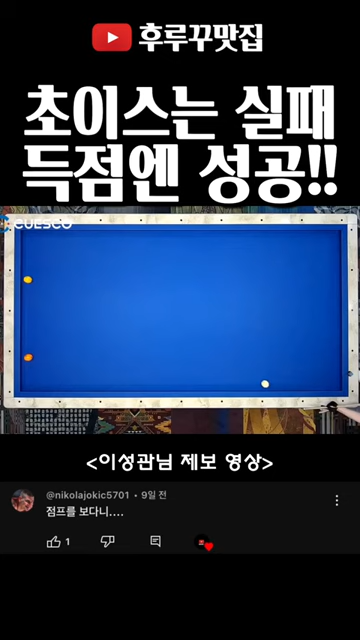 후루꾸맛집
초이스는 실패
득점엔 성공!!
CUESCO
<이성관님 제보 영상>
@nikolajokic5701 • 9일 전
점프를 보다니....
1